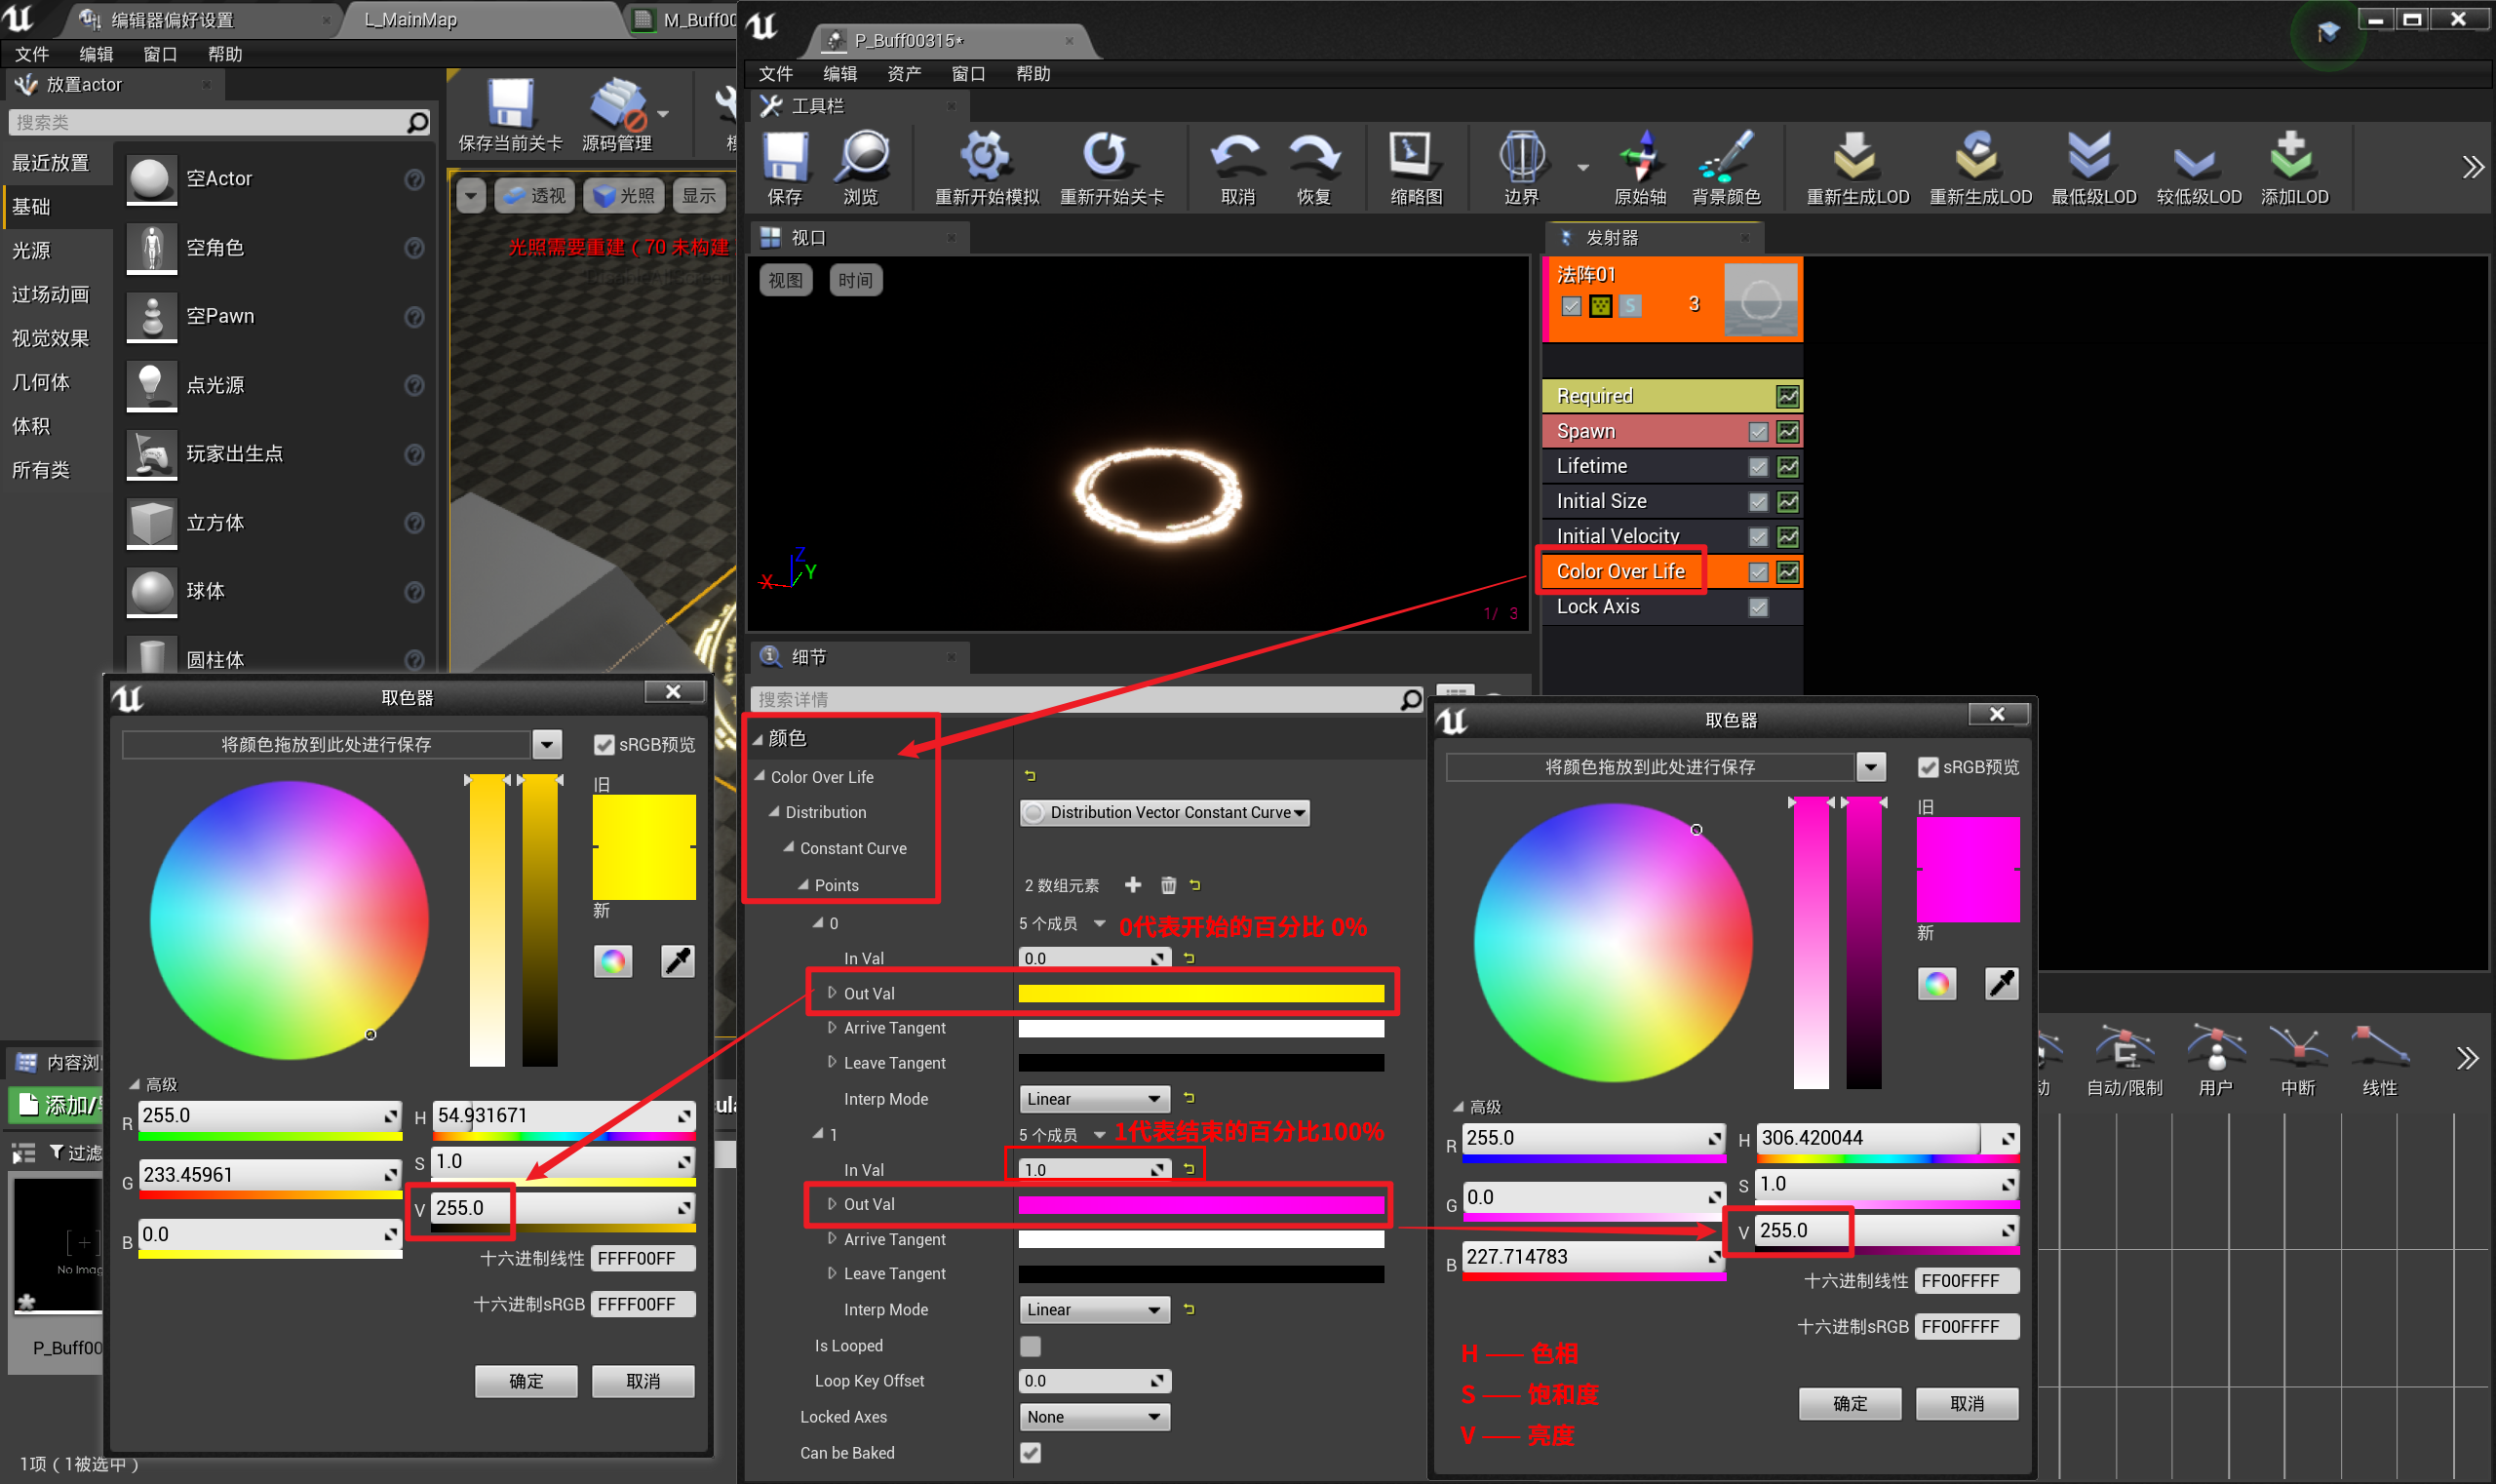 编辑器偏好设置
L_MainMap
M_Buff00
文件 编辑 窗口 帮助
放置actor
搜索类
最近放置
基础
光源
过场动画
视觉效果
几何体
体积
所有类
空Actor
空角色
空Pawn
点光源
玩家出生点
立方体
球体
圆柱体
保存当前关卡
源码管理
透视
光照
显示
光照需要重建（70 未构建
P_Buff00315*
文件 编辑 资产 窗口 帮助
工具栏
保存
浏览
重新开始模拟
重新开始关卡
取消
恢复
缩略图
边界
原始轴
背景颜色
重新生成LOD
重新生成LOD
最低级LOD
较低级LOD
添加LOD
视口
视图
时间
Z
X
Y
1/ 3
发射器
法阵01
S
3
Required
Spawn
Lifetime
Initial Size
Initial Velocity
Color Over Life
Lock Axis
细节
搜索详情
颜色
Color Over Life
Distribution
Distribution Vector Constant Curve
Constant Curve
Points
2 数组元素
0
5 个成员
0代表开始的百分比 0%
In Val
0.0
Out Val
Arrive Tangent
Leave Tangent
Interp Mode
Linear
1
5 个成员
1代表结束的百分比100%
In Val
1.0
Out Val
Arrive Tangent
Leave Tangent
Interp Mode
Linear
Is Looped
Loop Key Offset
0.0
Locked Axes
None
Can be Baked
取色器
将颜色拖放到此处进行保存
sRGB预览
旧
新
高级
R 255.0
G 233.45961
B 0.0
H 54.931671
S 1.0
V 255.0
十六进制线性 FFFF00FF
十六进制sRGB FFFF00FF
确定
取消
取色器
将颜色拖放到此处进行保存
sRGB预览
旧
新
高级
R 255.0
G 0.0
B 227.714783
H 306.420044
S 1.0
V 255.0
十六进制线性 FF00FFFF
十六进制sRGB FF00FFFF
H —— 色相
S —— 饱和度
V —— 亮度
确定
取消
自动/限制
用户
中断
线性
内容浏
添加/
过滤
No Imag
P_Buff00
1项（1被选中）